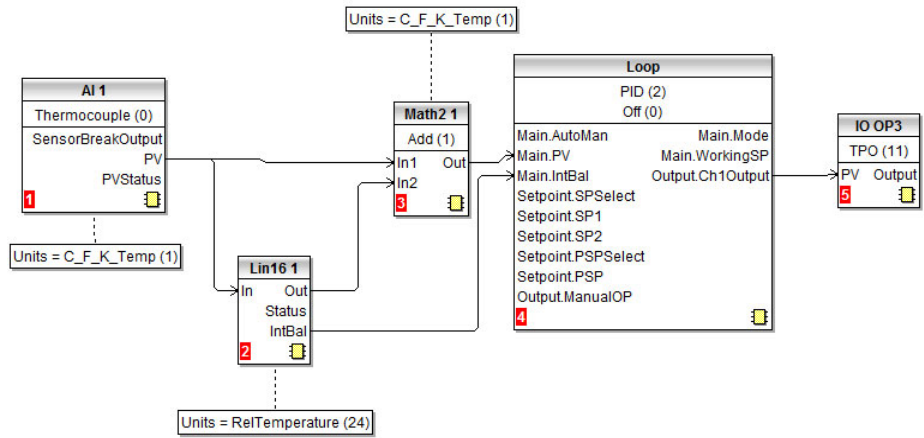 Units = C_F_K_Temp (1)
AI 1
Thermocouple (0)
SensorBreakOutput
PV
PVStatus
1
Units = C_F_K_Temp (1)
Lin16 1
In Out
Status
IntBal
2
Units = RelTemperature (24)
Math2 1
Add (1)
In1 Out
In2
3
Loop
PID (2)
Off (0)
Main.AutoMan Main.Mode
Main.PV Main.WorkingSP
Main.IntBal Output.Ch1Output
Setpoint.SPSelect
Setpoint.SP1
Setpoint.SP2
Setpoint.PSPSelect
Setpoint.PSP
Output.ManualOP
4
IO OP3
TPO (11)
PV Output
5